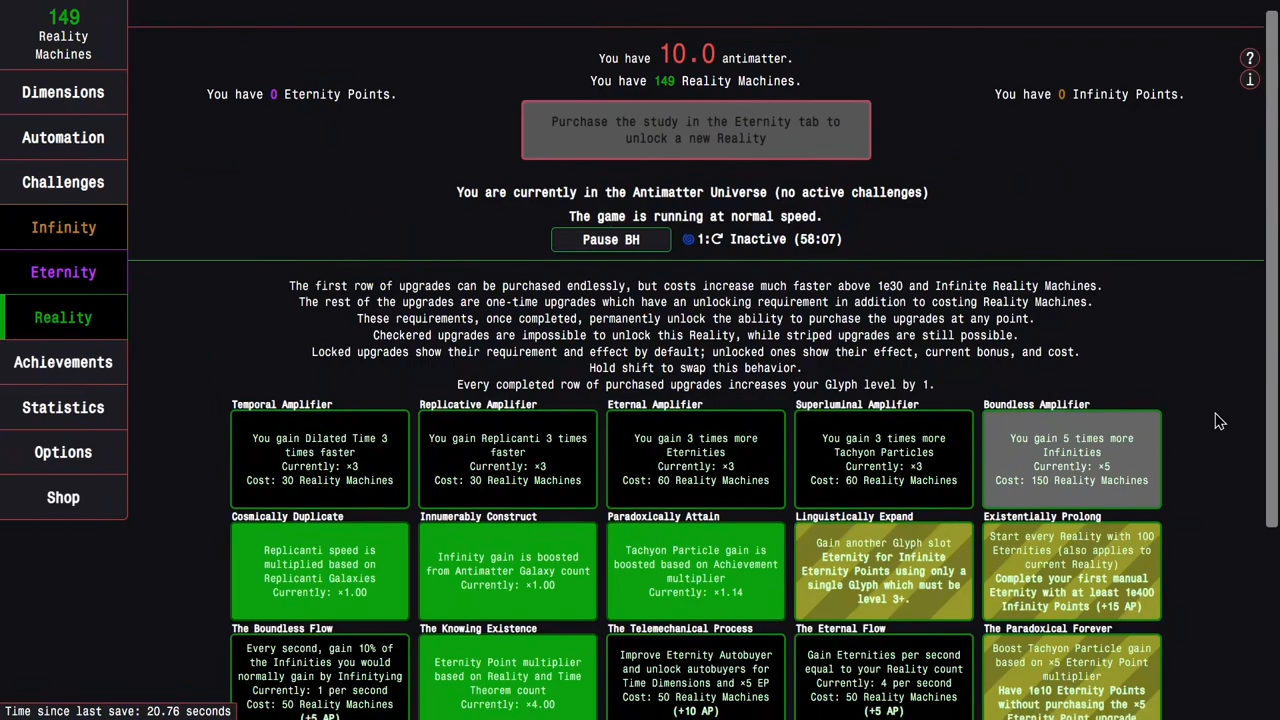 149
Reality
Machines
Dimensions
Automation
Challenges
Infinity
Eternity
Reality
Achievements
Statistics
Options
Shop
You have 10.0 antimatter.
You have 149 Reality Machines.
You have 0 Eternity Points.
You have 0 Infinity Points.
?
i
Purchase the study in the Eternity tab to
unlock a new Reality
You are currently in the Antimatter Universe (no active challenges)
The game is running at normal speed.
Pause BH
1: Inactive (58:07)
The first row of upgrades can be purchased endlessly, but costs increase much faster above 1e30 and Infinite Reality Machines.
The rest of the upgrades are one-time upgrades which have an unlocking requirement in addition to costing Reality Machines.
These requirements, once completed, permanently unlock the ability to purchase the upgrades at any point.
Checkered upgrades are impossible to unlock this Reality, while striped upgrades are still possible.
Locked upgrades show their requirement and effect by default; unlocked ones show their effect, current bonus, and cost.
Hold shift to swap this behavior.
Every completed row of purchased upgrades increases your Glyph level by 1.
Temporal Amplifier
You gain Dilated Time 3
times faster
Currently: ×3
Cost: 30 Reality Machines
Replicative Amplifier
You gain Replicanti 3 times
faster
Currently: ×3
Cost: 30 Reality Machines
Eternal Amplifier
You gain 3 times more
Eternities
Currently: ×3
Cost: 60 Reality Machines
Superluminal Amplifier
You gain 3 times more
Tachyon Particles
Currently: ×3
Cost: 60 Reality Machines
Boundless Amplifier
You gain 5 times more
Infinities
Currently: ×5
Cost: 150 Reality Machines
Cosmically Duplicate
Replicanti speed is
multiplied based on
Replicanti Galaxies
Currently: ×1.00
Innumerably Construct
Infinity gain is boosted
from Antimatter Galaxy count
Currently: ×1.00
Paradoxically Attain
Tachyon Particle gain is
boosted based on Achievement
multiplier
Currently: ×1.14
Linguistically Expand
Gain another Glyph slot
Eternity for Infinite
Eternity Points using only a
single Glyph which must be
level 3+.
Existentially Prolong
Start every Reality with 100
Eternities (also applies to
current Reality)
Complete your first manual
Eternity with at least 1e400
Infinity Points (+15 AP)
The Boundless Flow
Every second, gain 10% of
the Infinities you would
normally gain by Infinitying
Currently: 1 per second
Cost: 50 Reality Machines
(+5 AP)
The Knowing Existence
Eternity Point multiplier
based on Reality and Time
Theorem count
Currently: ×4.00
The Telemechanical Process
Improve Eternity Autobuyer
and unlock autobuyers for
Time Dimensions and ×5 EP
Cost: 50 Reality Machines
(+10 AP)
The Eternal Flow
Gain Eternities per second
equal to your Reality count
Currently: 4 per second
Cost: 50 Reality Machines
(+5 AP)
The Paradoxical Forever
Boost Tachyon Particle gain
based on ×5 Eternity Point
multiplier
Have 1e10 Eternity Points
without purchasing the ×5
Eternity Point upgrade
Time since last save: 20.76 seconds